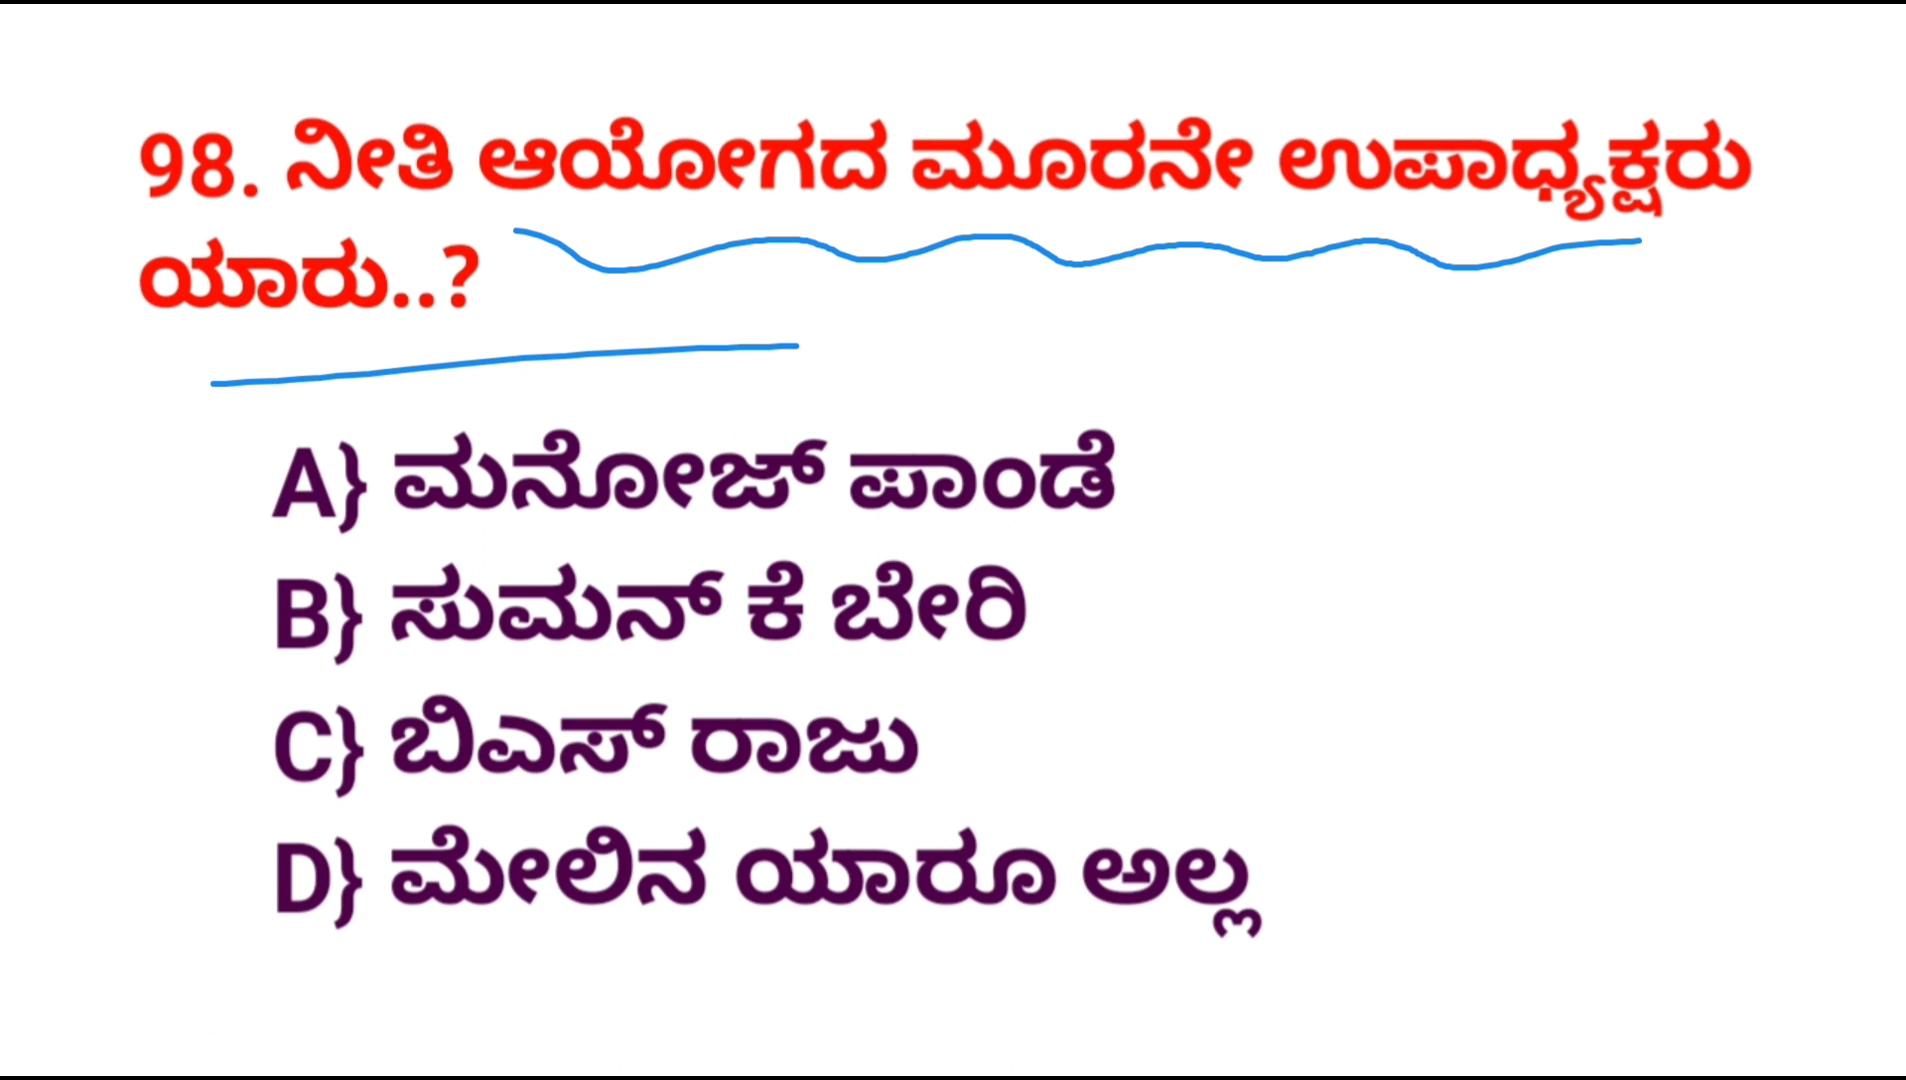 98. ನೀತಿ ಆಯೋಗದ ಮೂರನೇ ಉಪಾಧ್ಯಕ್ಷರು
ಯಾರು..?
A} ಮನೋಜ್ ಪಾಂಡೆ
B} ಸುಮನ್ ಕೆ ಬೇರಿ
C} ಬಿಎಸ್ ರಾಜು
D} ಮೇಲಿನ ಯಾರೂ ಅಲ್ಲ